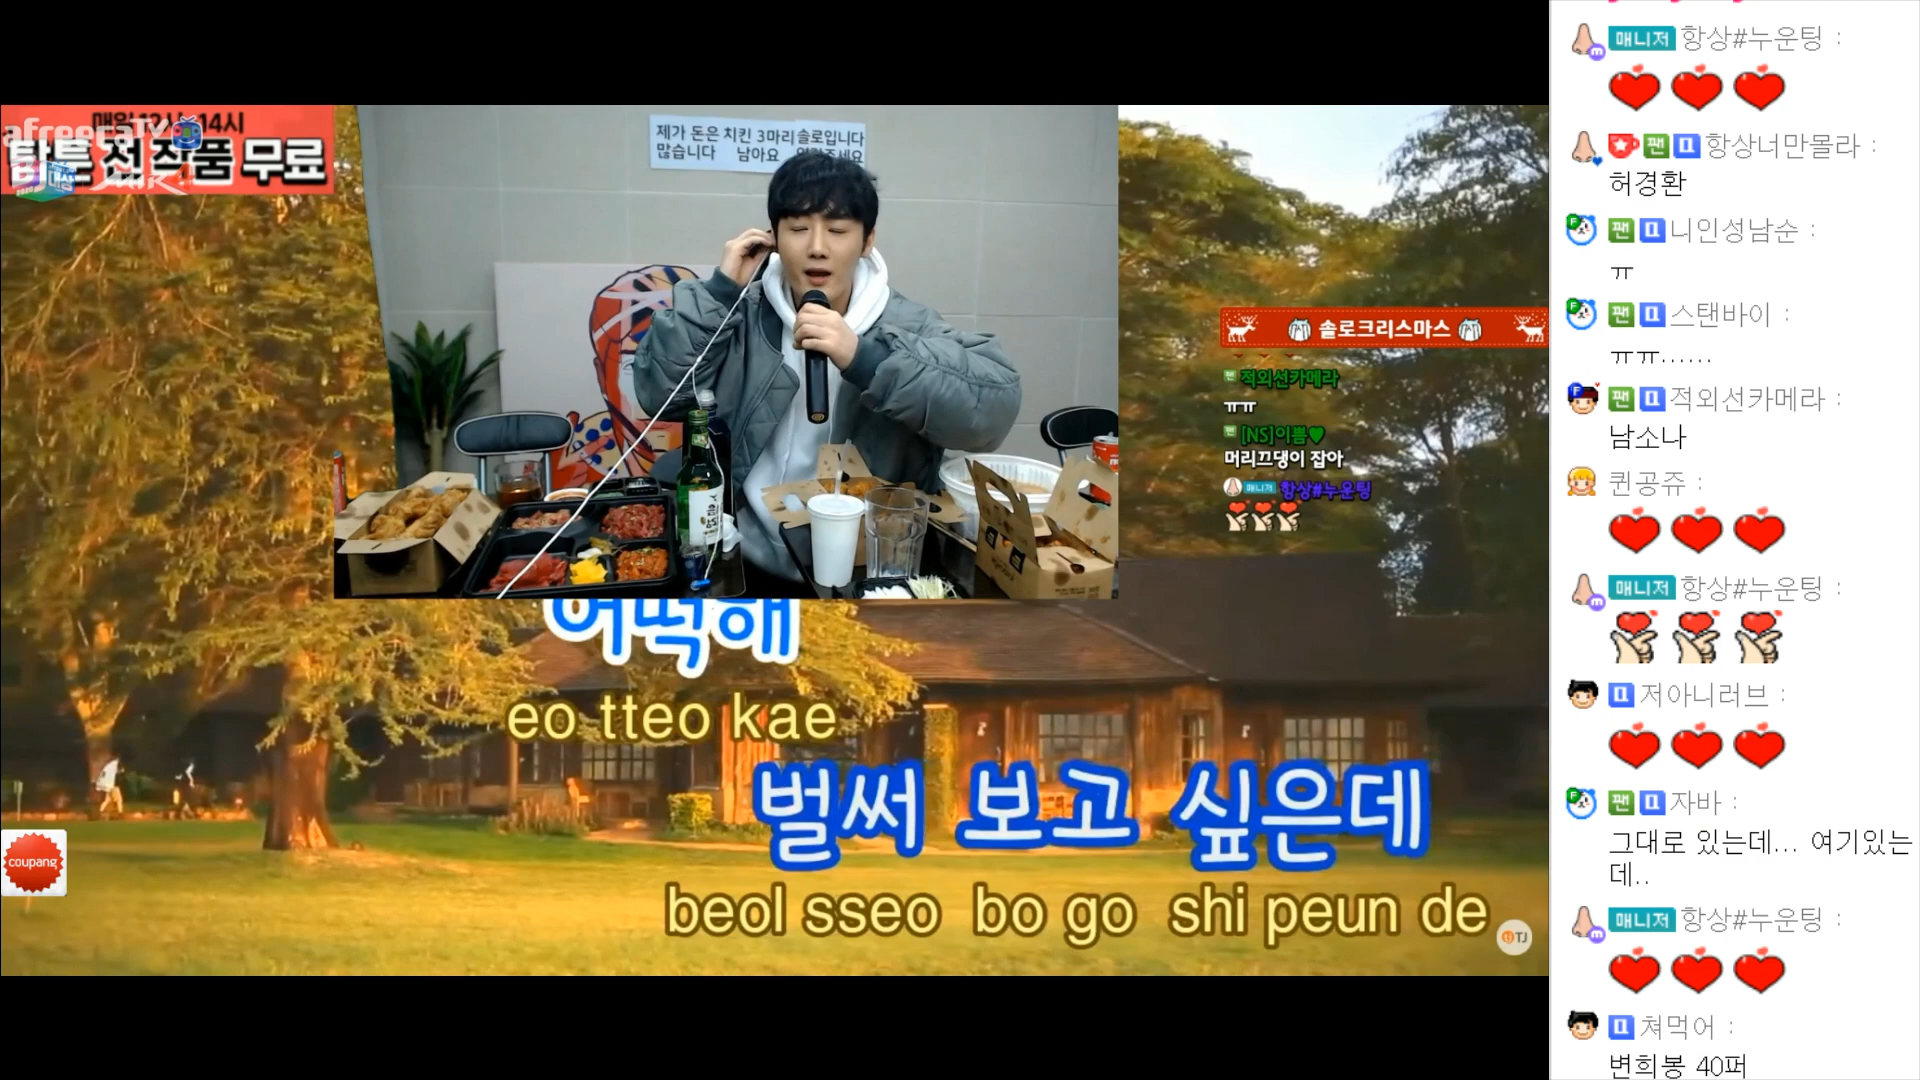 매일 12시, 14시
탑툰 전작품 무료
afreecaTV
제가 돈은 치킨 3마리 솔로입니다
많습니다 남아요
솔로크리스마스
팬 적외선카메라
ㅠㅠ
팬 [NS]이쁨♥
머리끄댕이 잡아
매니저 항상#누운팅
어떡해
eo tteo kae
벌써 보고 싶은데
beol sseo bo go shi peun de
coupang
TJ
매니저 항상#누운팅 :
팬 항상너만몰라 :
허경환
팬 니인성남순 :
ㅠ
팬 스탠바이 :
ㅠㅠ......
팬 적외선카메라 :
남소나
퀸공쥬 :
매니저 항상#누운팅 :
저아니러브 :
팬 자바 :
그대로 있는데... 여기있는
데..
매니저 항상#누운팅 :
쳐먹어 :
변희봉 40퍼